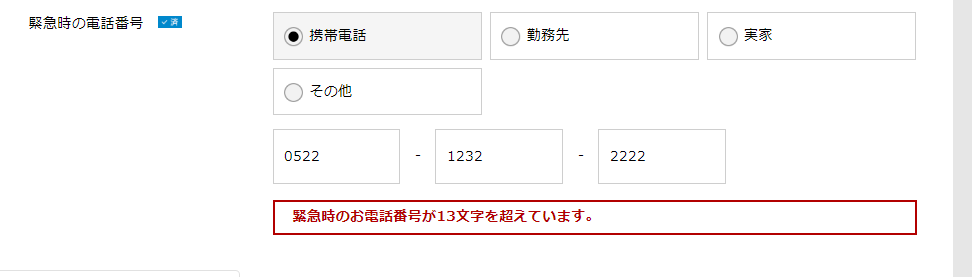 緊急時の電話番号 ✓ 済
携帯電話 勤務先 実家
その他
0522 - 1232 - 2222
緊急時のお電話番号が13文字を超えています。